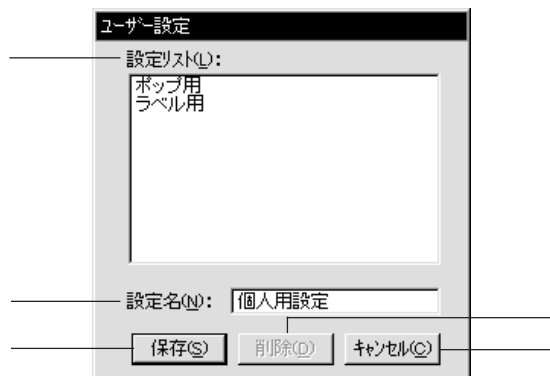 ユーザー設定
設定リスト(L):
ポップ用
ラベル用
設定名(N): 個人用設定
保存(S) 削除(D) キャンセル(C)